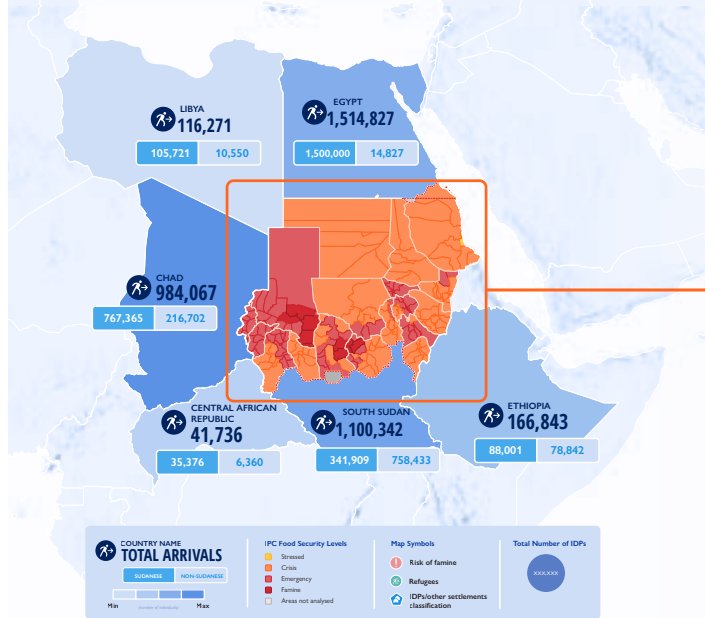 LIBYA
116,271
105,721 10,550
EGYPT
1,514,827
1,500,000 14,827
CHAD
984,067
767,365 216,702
CENTRAL AFRICAN
REPUBLIC
41,736
35,376 6,360
SOUTH SUDAN
1,100,342
341,909 758,433
ETHIOPIA
166,843
88,001 78,842
COUNTRY NAME
TOTAL ARRIVALS
SUDANESE NON-SUDANESE
Min (number of individuals) Max
IPC Food Security Levels
Stressed
Crisis
Emergency
Famine
Areas not analysed
Map Symbols
Risk of famine
Refugees
IDPs/other settlements
classification
Total Number of IDPs
xxx,xxx